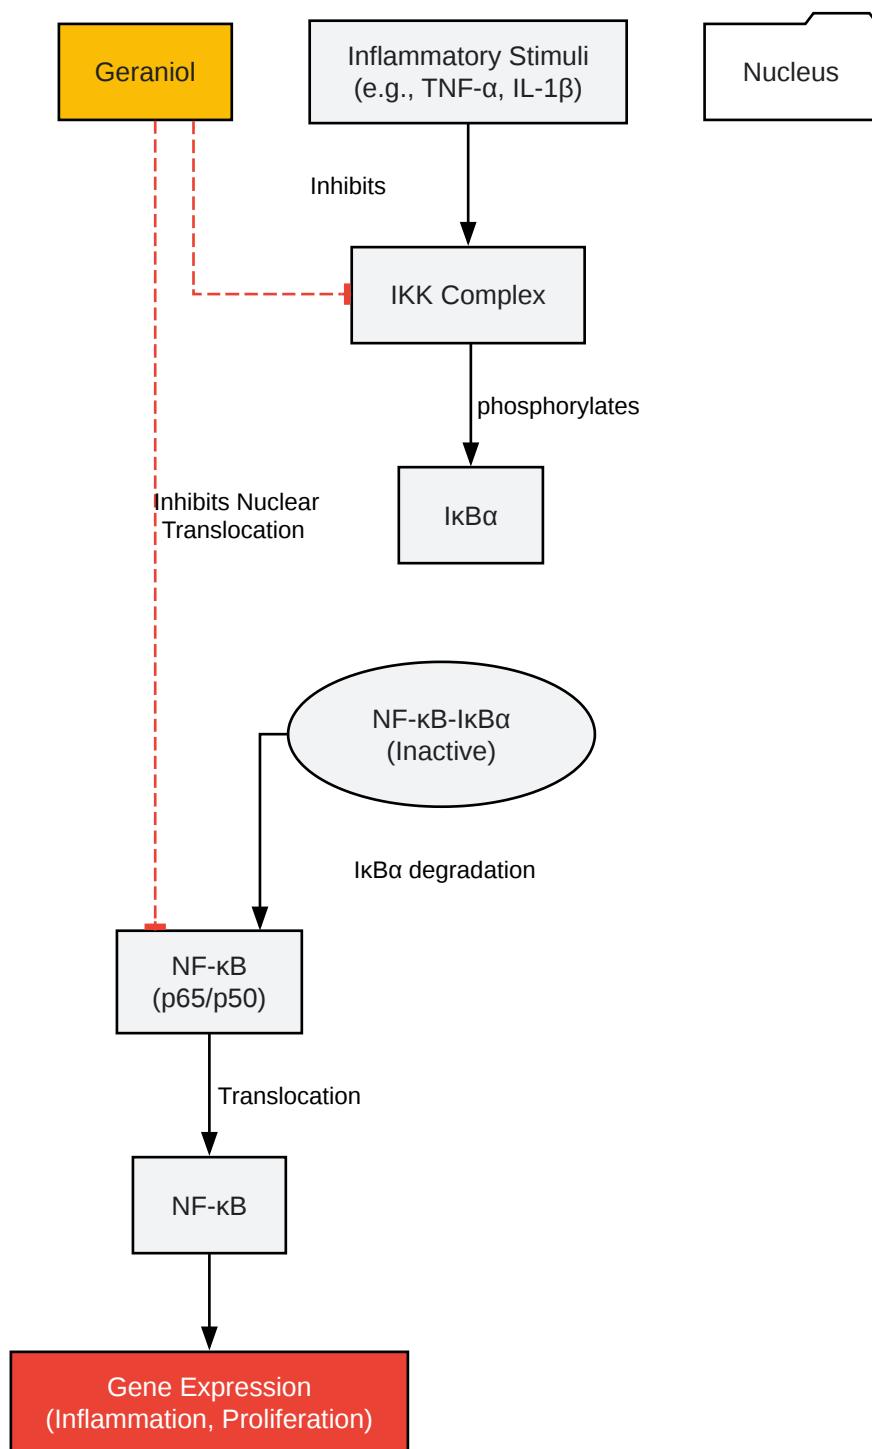 Geraniol
Inflammatory Stimuli
(e.g., TNF-α, IL-1β)
Nucleus
Inhibits
IKK Complex
phosphorylates
Inhibits Nuclear
Translocation
IκBα
NF-κB-IκBα
(Inactive)
IκBα degradation
NF-κB
(p65/p50)
Translocation
NF-κB
Gene Expression
(Inflammation, Proliferation)